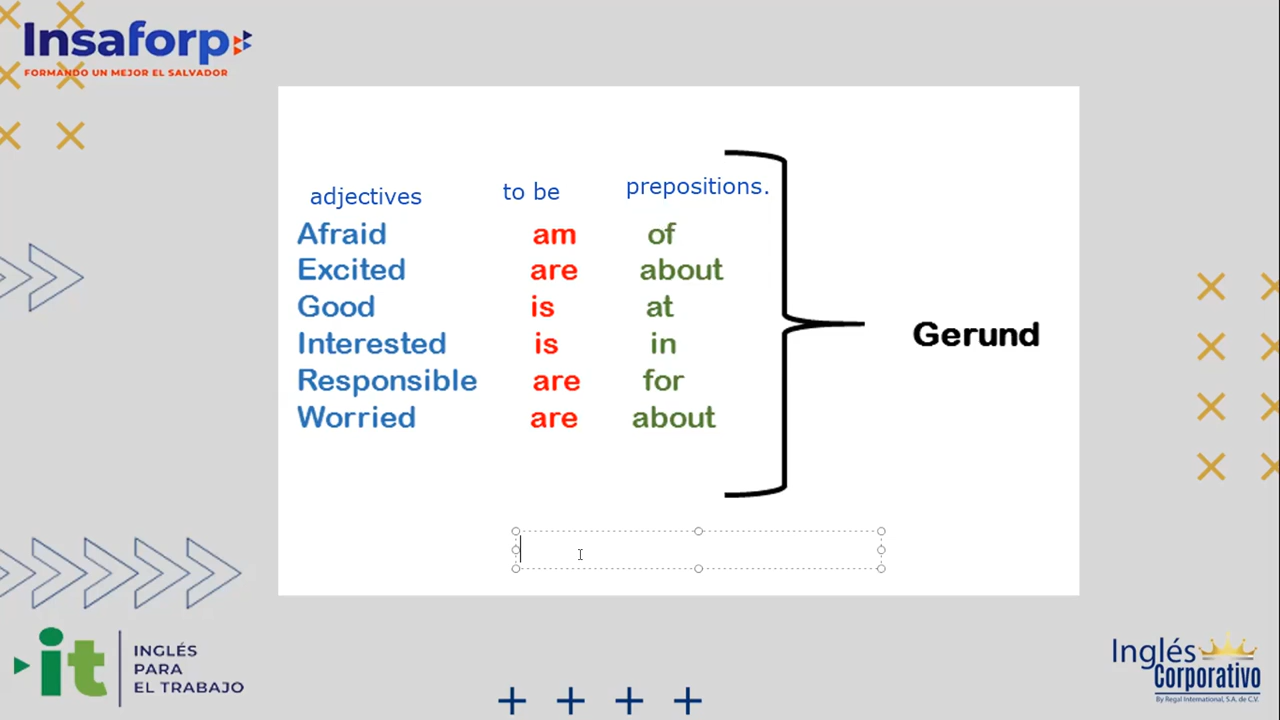 Insaforp
FORMANDO UN MEJOR EL SALVADOR
adjectives to be prepositions.
Afraid am of
Excited are about
Good is at
Interested is in
Responsible are for
Worried are about
Gerund
it
INGLÉS
PARA
EL TRABAJO
Inglés
Corporativo
By Regal International, S.A. de C.V.